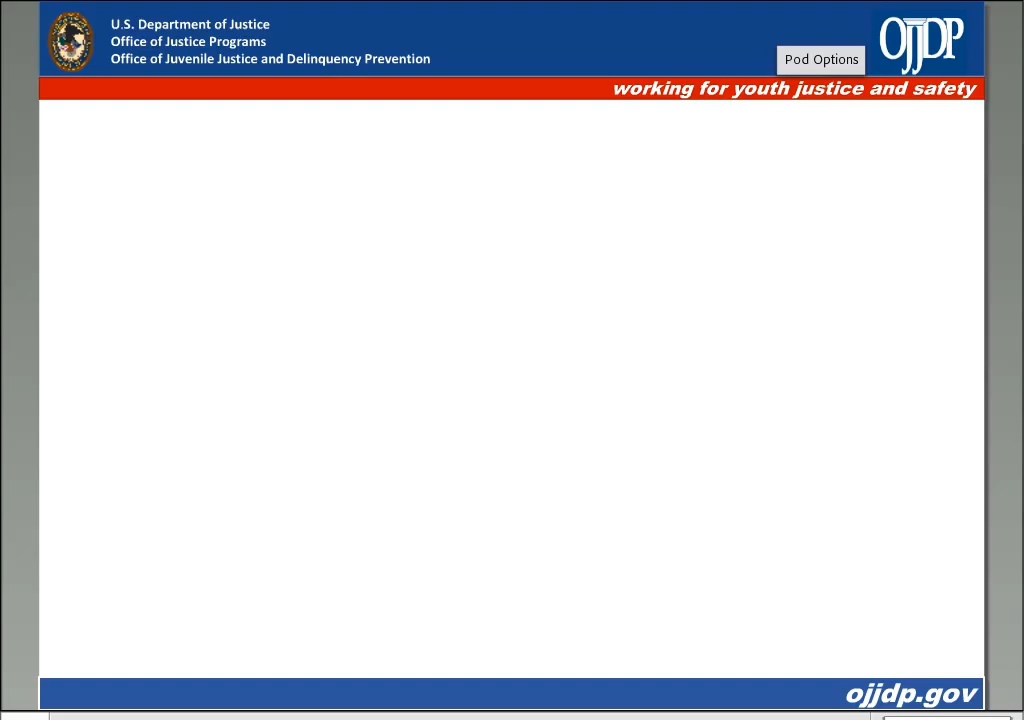 U.S. Department of Justice
Office of Justice Programs
Office of Juvenile Justice and Delinquency Prevention
Pod Options
OJJDP
working for youth justice and safety
ojjdp.gov